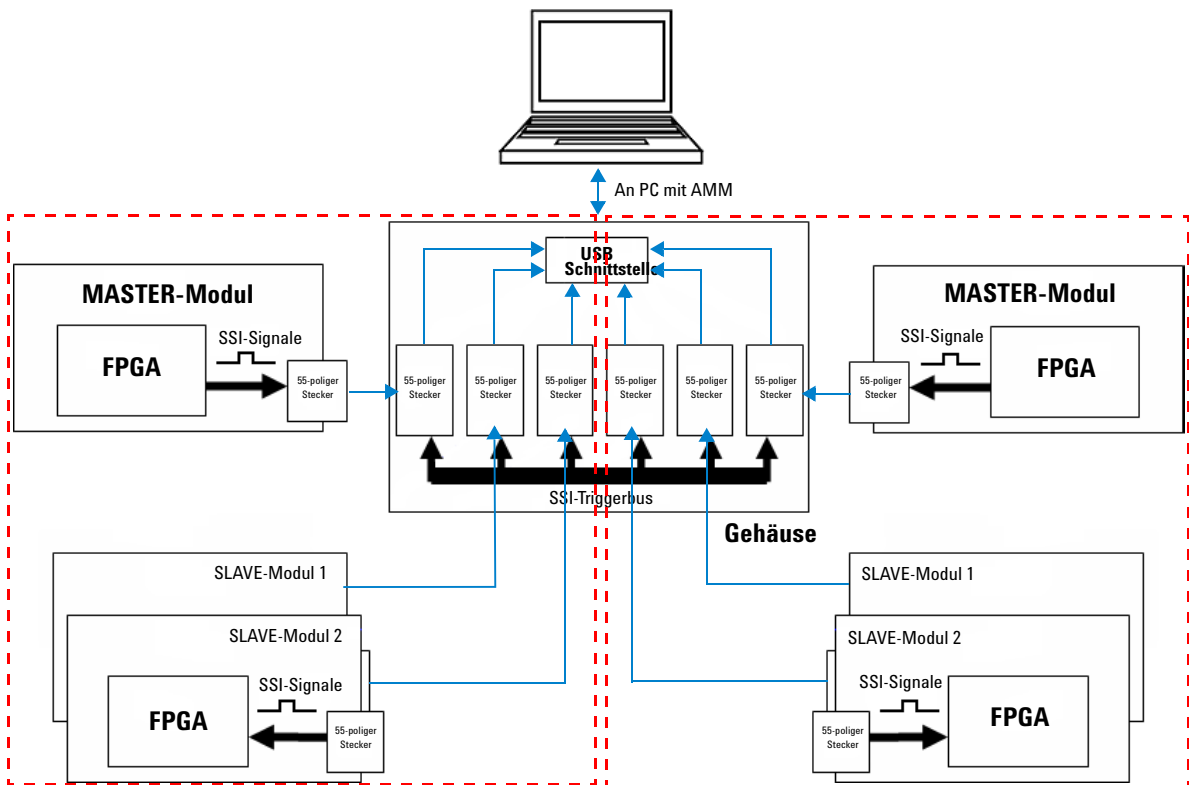 An PC mit AMM
USB
Schnittstelle
MASTER-Modul
SSI-Signale
FPGA
55-poliger
Stecker
55-poliger
Stecker
55-poliger
Stecker
55-poliger
Stecker
55-poliger
Stecker
55-poliger
Stecker
55-poliger
Stecker
MASTER-Modul
SSI-Signale
FPGA
55-poliger
Stecker
SSI-Triggerbus
Gehäuse
SLAVE-Modul 1
SLAVE-Modul 2
SSI-Signale
FPGA
55-poliger
Stecker
SLAVE-Modul 1
SLAVE-Modul 2
SSI-Signale
FPGA
55-poliger
Stecker